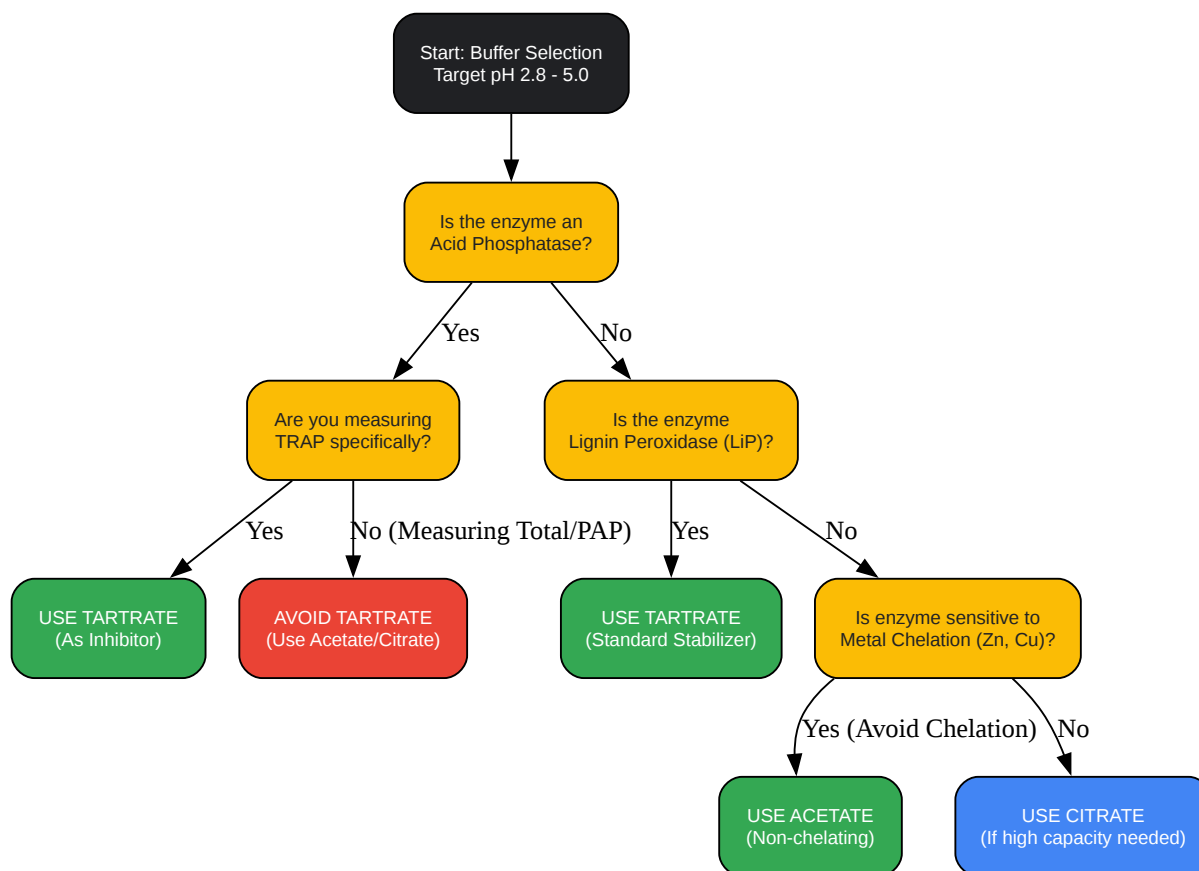 Start: Buffer Selection
Target pH 2.8 - 5.0
Is the enzyme an
Acid Phosphatase?
Yes
No
Are you measuring
TRAP specifically?
Is the enzyme
Lignin Peroxidase (LiP)?
Yes
No (Measuring Total/PAP)
Yes
No
USE TARTRATE
(As Inhibitor)
AVOID TARTRATE
(Use Acetate/Citrate)
USE TARTRATE
(Standard Stabilizer)
Is enzyme sensitive to
Metal Chelation (Zn, Cu)?
Yes (Avoid Chelation)
No
USE ACETATE
(Non-chelating)
USE CITRATE
(If high capacity needed)